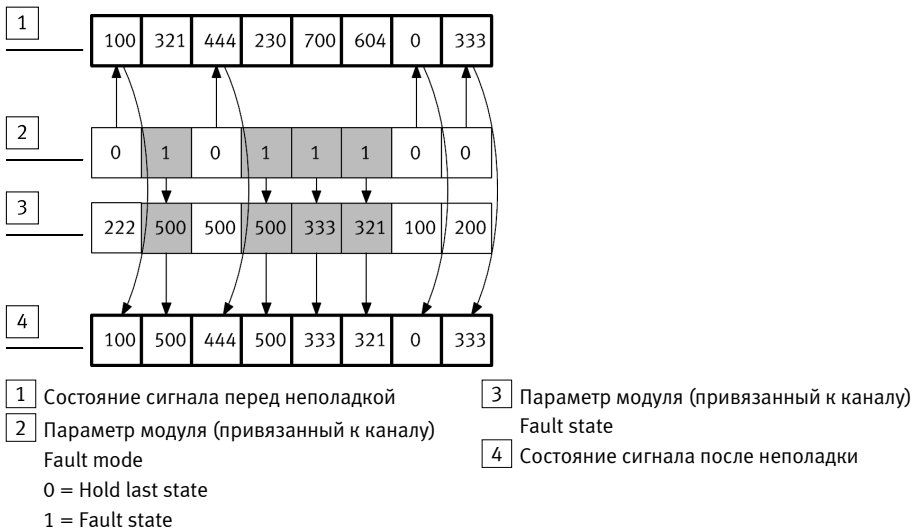 1
100 321 444 230 700 604 0 333
2
0 1 0 1 1 1 0 0
3
222 500 500 500 333 321 100 200
4
100 500 444 500 333 321 0 333
1 Состояние сигнала перед неполадкой
2 Параметр модуля (привязанный к каналу)
Fault mode
0 = Hold last state
1 = Fault state
3 Параметр модуля (привязанный к каналу)
Fault state
4 Состояние сигнала после неполадки